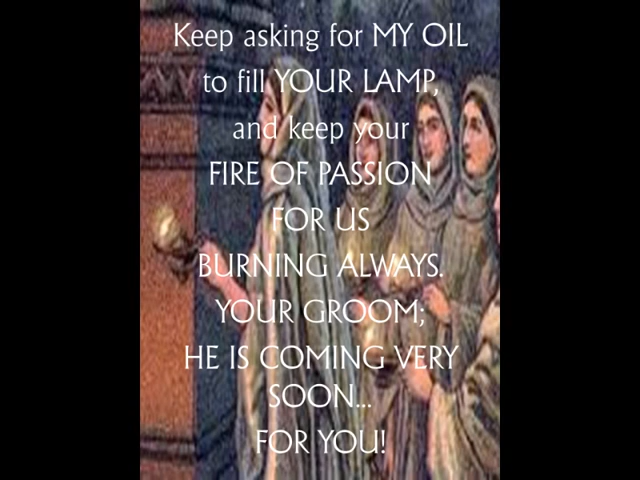 Keep asking for MY OIL
to fill YOUR LAMP,
and keep your
FIRE OF PASSION
FOR US
BURNING ALWAYS.
YOUR GROOM;
HE IS COMING VERY
SOON...
FOR YOU!